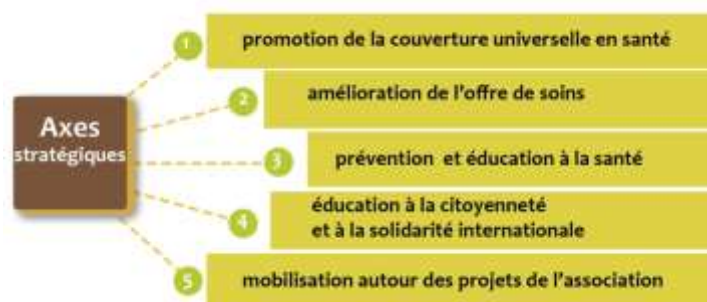 Axes
stratégiques
1
promotion de la couverture universelle en santé
2
amélioration de l'offre de soins
3
prévention et éducation à la santé
4
éducation à la citoyenneté
et à la solidarité internationale
5
mobilisation autour des projets de l'association